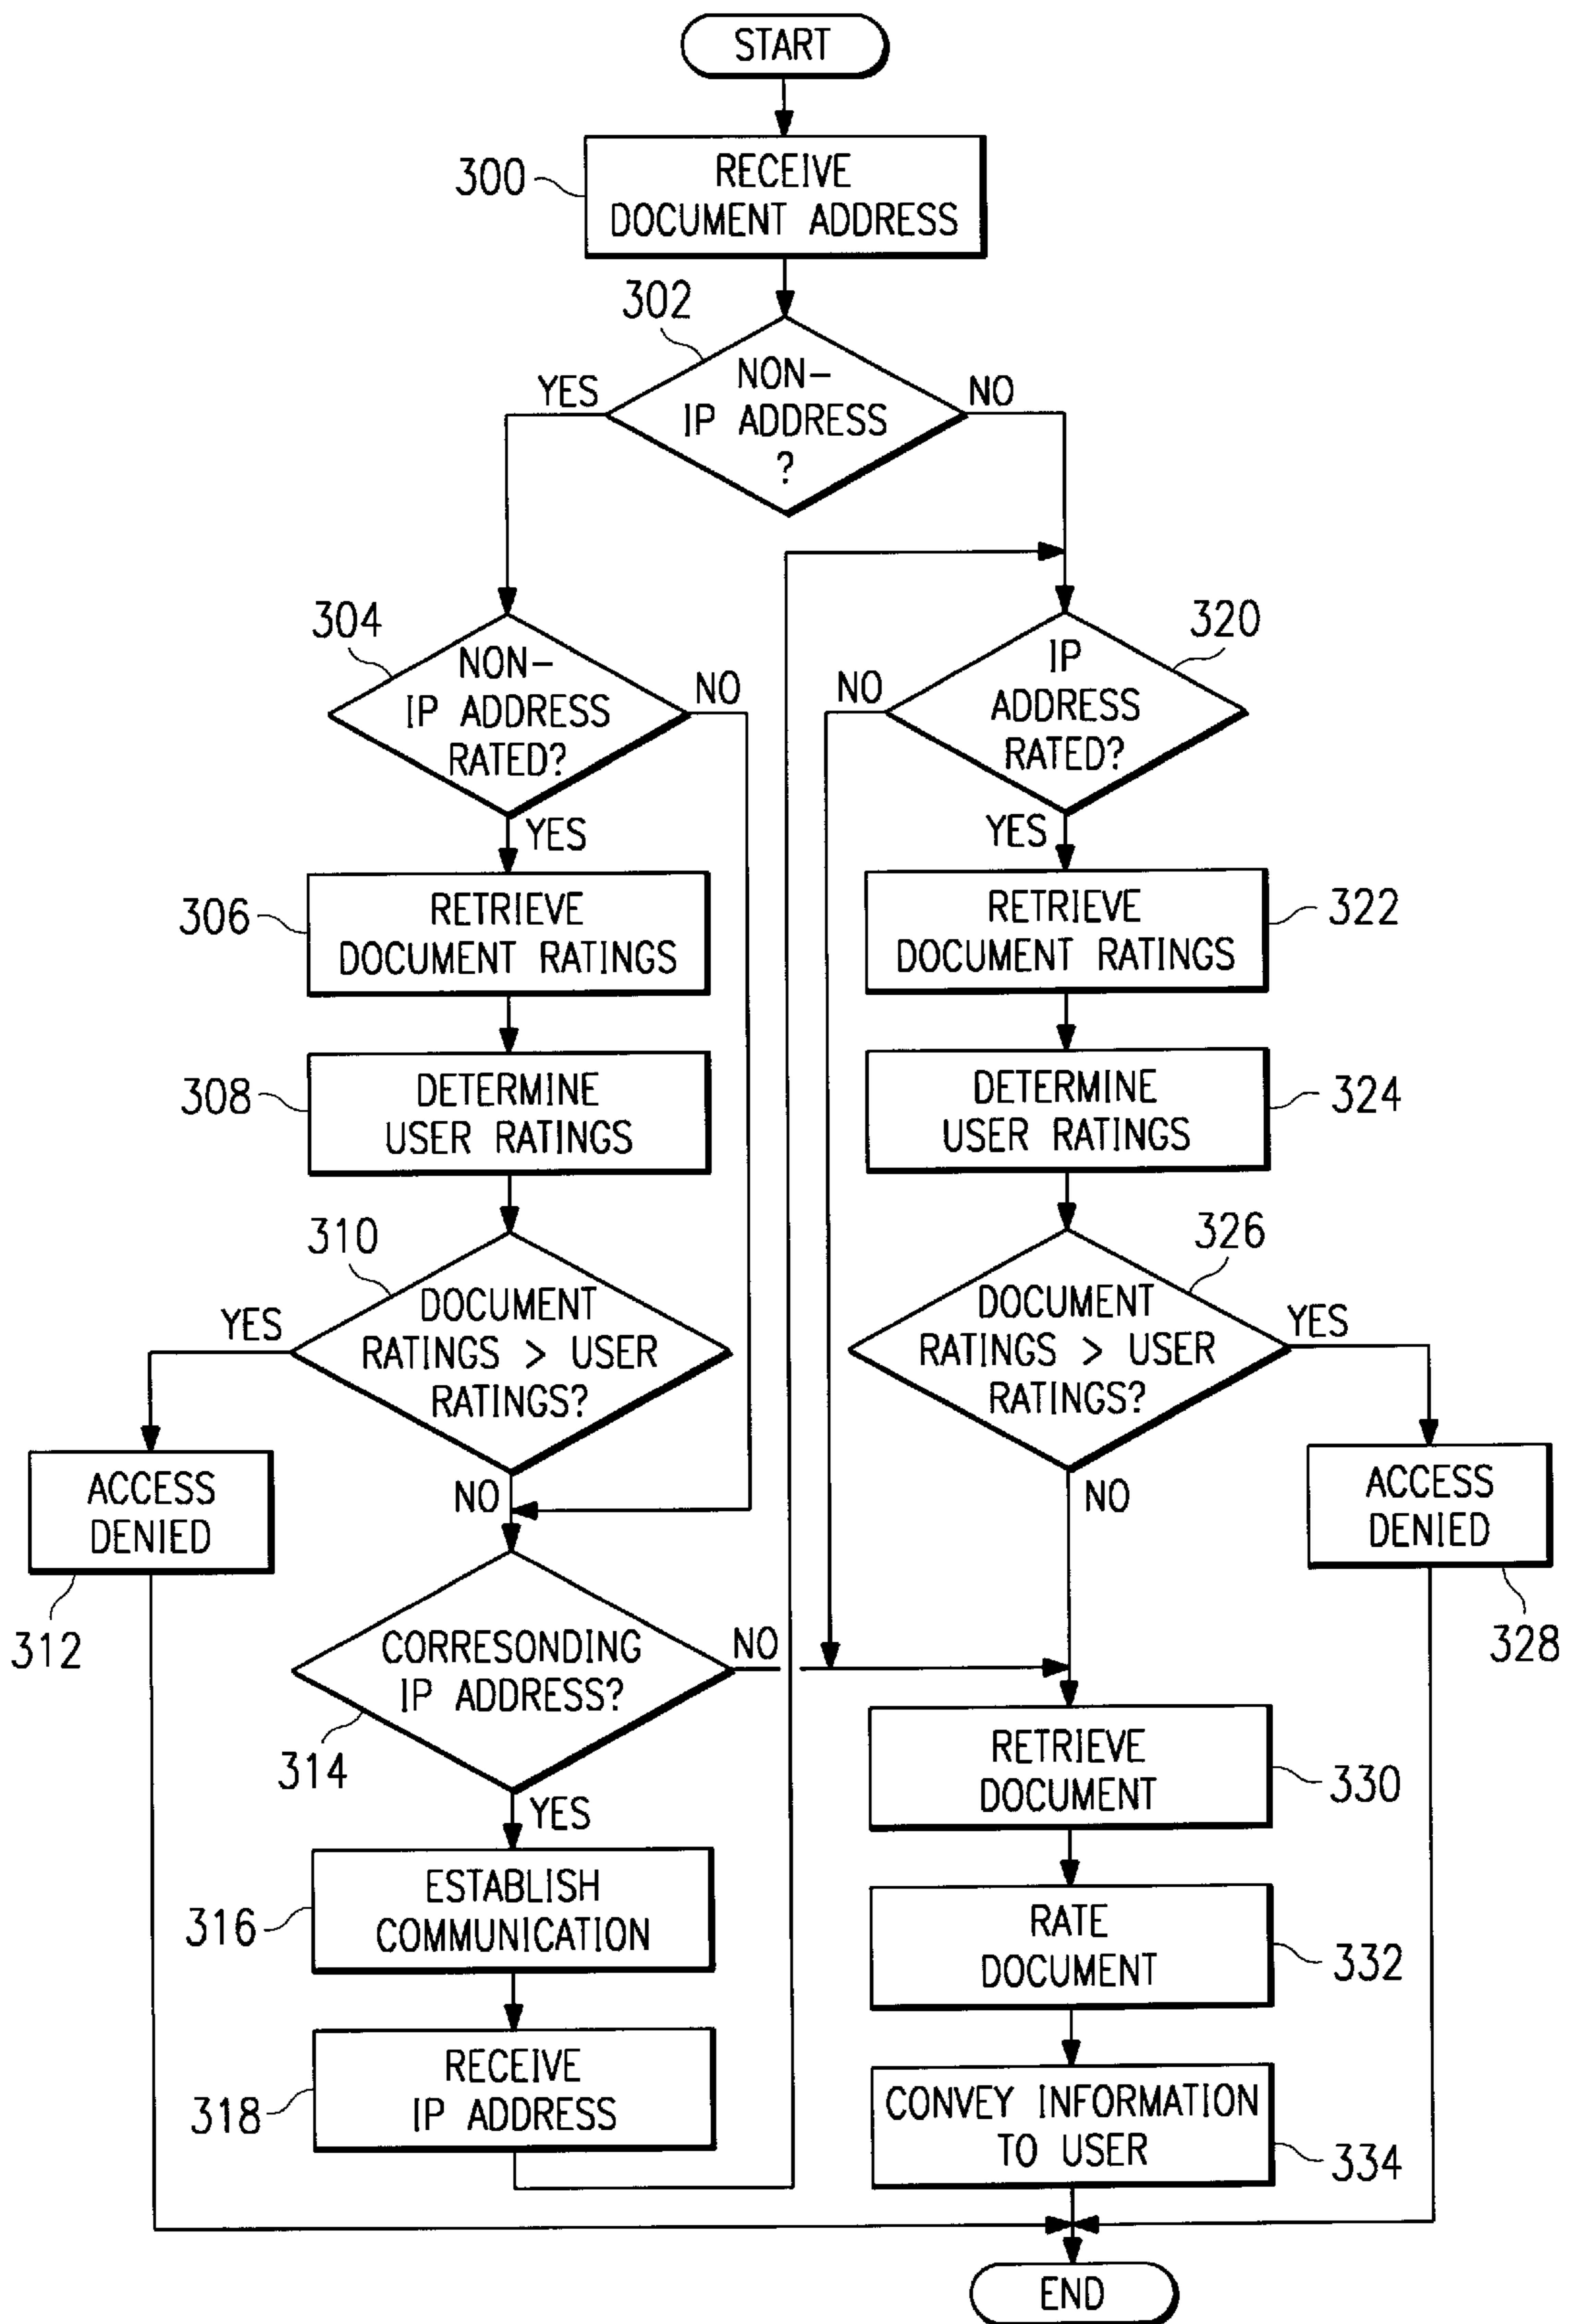 START
300
RECEIVE
DOCUMENT ADDRESS
302
NON-
IP ADDRESS
?
YES
NO
304
NON-
IP ADDRESS
RATED?
NO
YES
306
RETRIEVE
DOCUMENT RATINGS
308
DETERMINE
USER RATINGS
310
DOCUMENT
RATINGS > USER
RATINGS?
YES
NO
ACCESS
DENIED
312
CORRESONDING
IP ADDRESS?
314
NO
YES
316
ESTABLISH
COMMUNICATION
318
RECEIVE
IP ADDRESS
320
IP
ADDRESS
RATED?
NO
YES
RETRIEVE
DOCUMENT RATINGS
322
DETERMINE
USER RATINGS
324
326
DOCUMENT
RATINGS > USER
RATINGS?
YES
NO
ACCESS
DENIED
328
RETRIEVE
DOCUMENT
330
RATE
DOCUMENT
332
CONVEY INFORMATION
TO USER
334
END